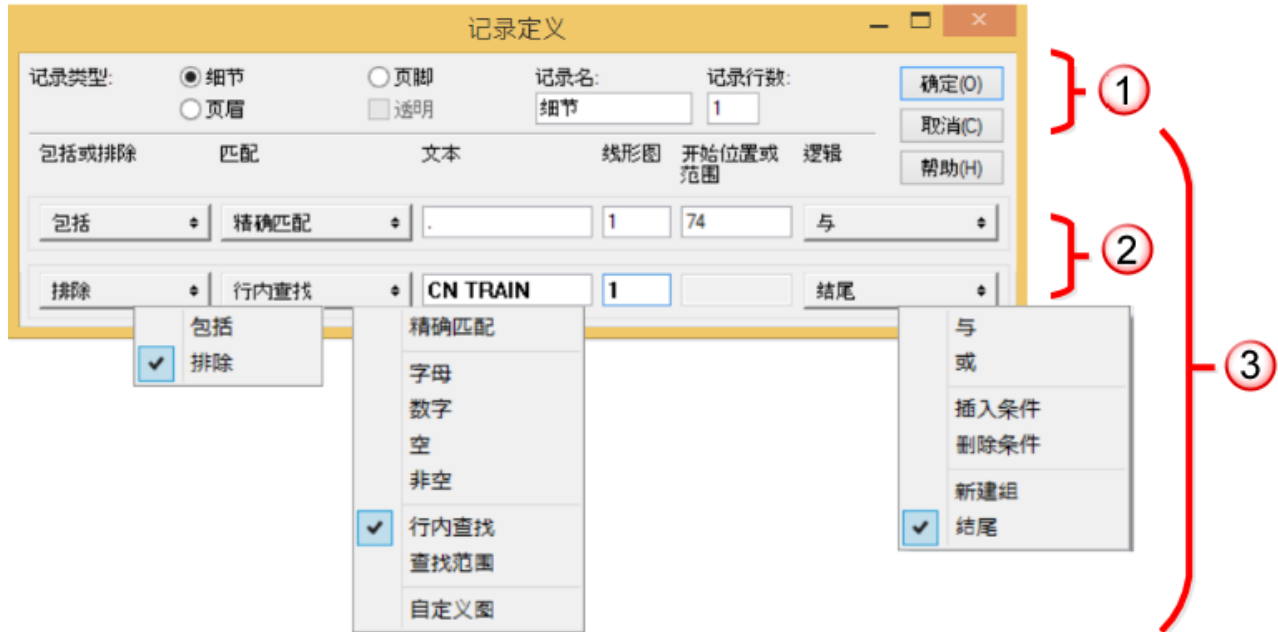 记录定义
记录类型: 细节 页脚 记录名: 记录行数: 确定(O)
页眉 透明 细节 1 取消(C)
①
包括或排除 匹配 文本 线形图 开始位置或范围 逻辑 帮助(H)
包括 精确匹配 . 1 74 与
②
排除 行内查找 CN TRAIN 1 结尾
包括
排除
精确匹配
字母
数字
空
非空
行内查找
查找范围
自定义图
与
或
插入条件
删除条件
新建组
结尾
③